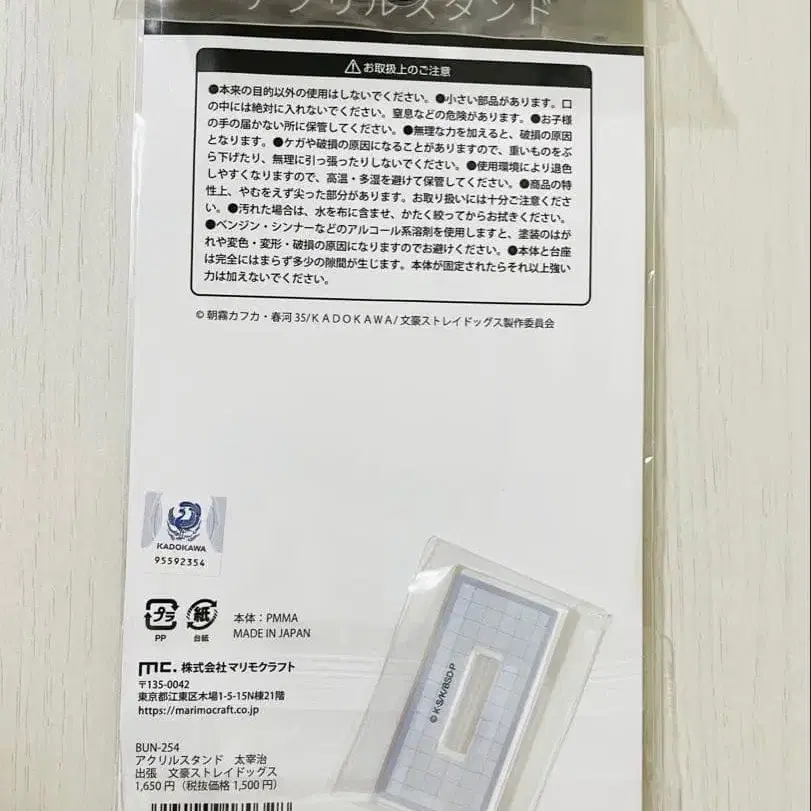 アクリルスタンド
⚠お取扱上のご注意
●本来の目的以外の使用はしないでください。●小さい部品があります。口
の中には絶対に入れないでください。窒息などの危険があります。●お子様
の手の届かない所に保管してください。●無理な力を加えると、破損の原因
となります。●ケガや破損の原因になることがありますので、重いものをぶ
ら下げたり、無理に引っ張ったりしないでください。●使用環境により退色
しやすくなりますので、高温・多湿を避けて保管してください。●商品の特
性上、やむをえず尖った部分があります。お取り扱いには十分ご注意くださ
い。●汚れた場合は、水を布に含ませ、かたく絞ってからお拭きください。
●ベンジン・シンナーなどのアルコール系溶剤を使用しますと、塗装のはが
れや変色・変形・破損の原因になりますのでお避けください。●本体と台座
は完全にはまらず多少の隙間が生じます。本体が固定されたらそれ以上強い
力は加えないでください。
© 朝霧カフカ・春河35/KADOKAWA/文豪ストレイドッグス製作委員会
KADOKAWA
95592354
プラ
PP
紙
台紙
本体：PMMA
MADE IN JAPAN
mc. 株式会社マリモクラフト
〒135-0042
東京都江東区木場1-5-15N棟21階
https://marimocraft.co.jp
BUN-254
アクリルスタンド 太宰治
出張 文豪ストレイドッグス
1,650円（税抜価格1,500円）
© K･S/K/BSD P